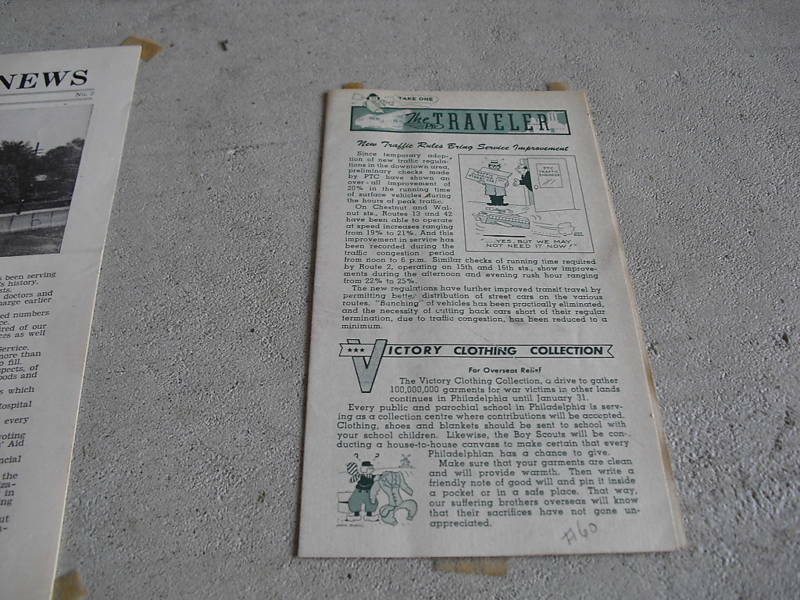 NEWS
No. 2
been serving
history.
doctors and
charge earlier
numbers
of our
as well
Service.
more than
to fill.
of
and
which
Hospital
every
Aid
the
in
TAKE ONE
The PTC TRAVELER
New Traffic Rules Bring Service Improvement
Since temporary adop-
tion of new traffic regula-
tions in the downtown area,
preliminary checks made
by PTC have shown an
over-all improvement of
20% in the running time
of surface vehicles during
the hours of peak traffic.
On Chestnut and Wal-
nut sts., Routes 13 and 42
have been able to operate
at speed increases ranging
from 19% to 21%. And this
improvement in service has
been recorded during the
traffic congestion period
from noon to 6 p.m. Similar checks of running time required
by Route 2, operating on 15th and 16th sts., show improve-
ments during the afternoon and evening rush hour ranging
from 22% to 25%.
PTC
TRAFFIC
ENGINEER
....YES, BUT WE MAY
NOT NEED IT NOW!"
The new regulations have further improved transit travel by
permitting better distribution of street cars on the various
routes. "Bunching" of vehicles has been practically eliminated,
and the necessity of cutting back cars short of their regular
termination, due to traffic congestion, has been reduced to a
minimum.
VICTORY CLOTHING COLLECTION
For Overseas Relief
The Victory Clothing Collection, a drive to gather
100,000,000 garments for war victims in other lands
continues in Philadelphia until January 31.
Every public and parochial school in Philadelphia is serv-
ing as a collection centre where contributions will be accepted.
Clothing, shoes and blankets should be sent to school with
your school children. Likewise, the Boy Scouts will be con-
ducting a house-to-house canvass to make certain that every
Philadelphian has a chance to give.
Make sure that your garments are clean
and will provide warmth. Then write a
friendly note of good will and pin it inside
a pocket or in a safe place. That way,
our suffering brothers overseas will know
that their sacrifices have not gone un-
appreciated.
#60